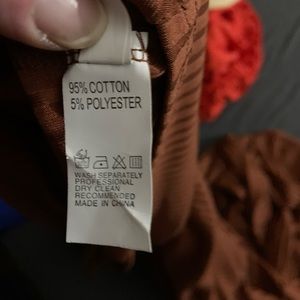 95% COTTON
5% POLYESTER
WASH SEPARATELY
PROFESSIONAL
DRY CLEAN
RECOMMENDED
MADE IN CHINA